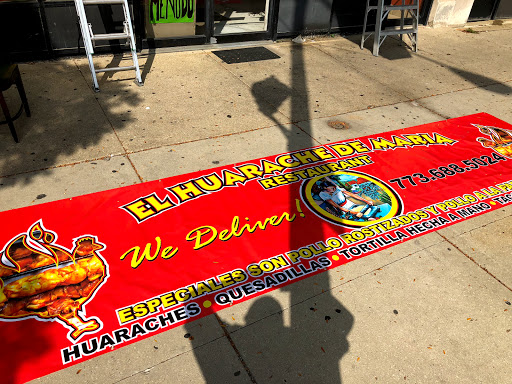 MENUDO
EL HUARACHE DE MARIA
RESTAURANT
We Deliver!
773.688.5024
ESPECIALES SON POLLO ROSTIZADOS Y POLLO A LA
HUARACHES • QUESADILLAS • TORTILLA HECHA A MANO •